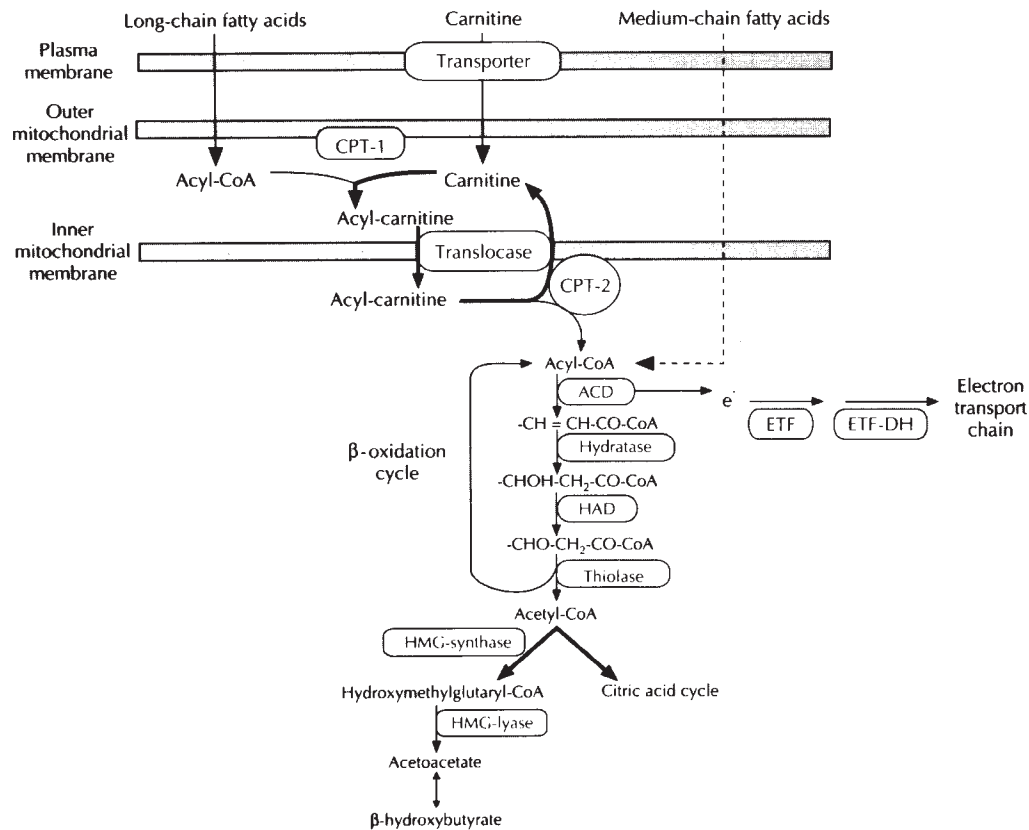 Long-chain fatty acids
Carnitine
Medium-chain fatty acids
Plasma
membrane
Transporter
Outer
mitochondrial
membrane
CPT-1
Acyl-CoA
Carnitine
Acyl-carnitine
Inner
mitochondrial
membrane
Translocase
Acyl-carnitine
CPT-2
Acyl-CoA
ACD
e-
ETF
ETF-DH
Electron
transport
chain
-CH = CH-CO-CoA
Hydratase
β-oxidation
cycle
-CHOH-CH₂-CO-CoA
HAD
-CHO-CH₂-CO-CoA
Thiolase
Acetyl-CoA
HMG-synthase
Hydroxymethylglutaryl-CoA
Citric acid cycle
HMG-lyase
Acetoacetate
β-hydroxybutyrate